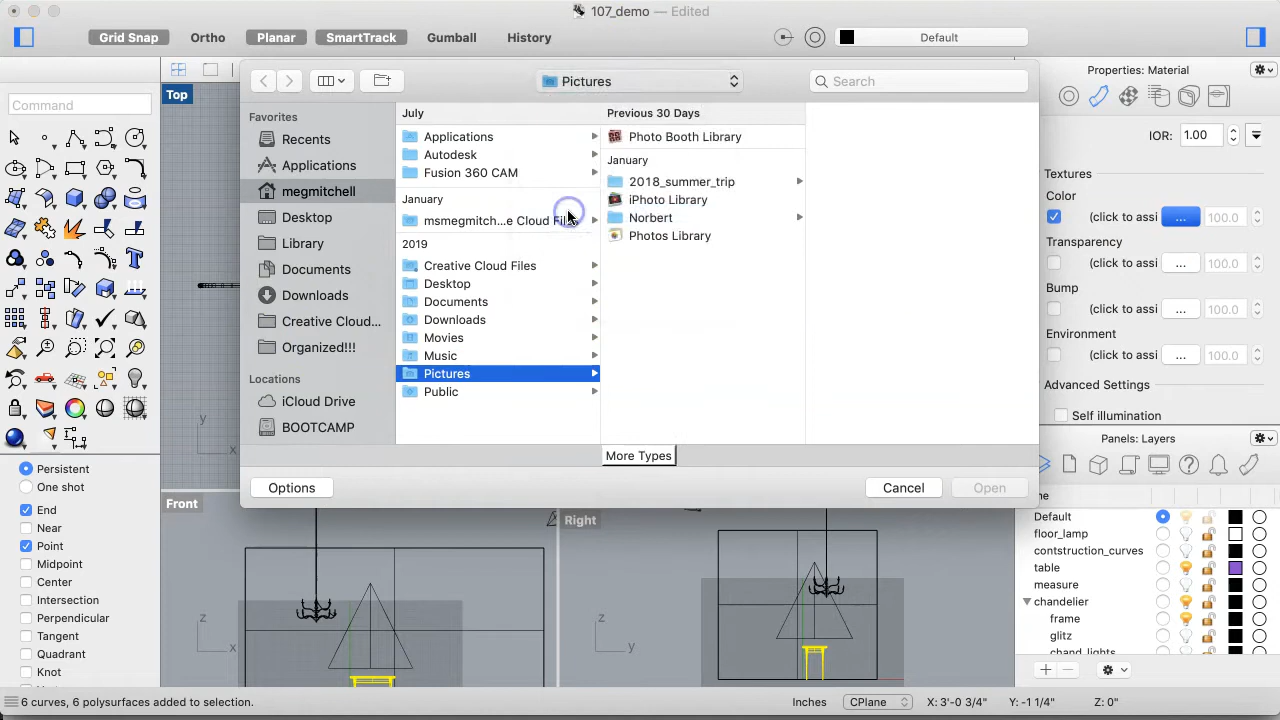 107_demo — Edited
Grid Snap
Ortho
Planar
SmartTrack
Gumball
History
Default
Top
Command
Pictures
Search
Favorites
Recents
Applications
megmitchell
Desktop
Library
Documents
Downloads
Creative Cloud...
Organized!!!
Locations
iCloud Drive
BOOTCAMP
July
Applications
Autodesk
Fusion 360 CAM
January
msmegmitch...e Cloud Fil
2019
Creative Cloud Files
Desktop
Documents
Downloads
Movies
Music
Pictures
Public
Previous 30 Days
Photo Booth Library
January
2018_summer_trip
iPhoto Library
Norbert
Photos Library
More Types
Options
Cancel
Open
Properties: Material
IOR: 1.00
Textures
Color
(click to assi ... 100.0
Transparency
(click to assi ... 100.0
Bump
(click to assi ... 100.0
Environment
(click to assi ... 100.0
Advanced Settings
Self illumination
Panels: Layers
me
Default
floor_lamp
contstruction_curves
table
measure
chandelier
frame
glitz
chand_lights
Persistent
One shot
End
Near
Point
Midpoint
Center
Intersection
Perpendicular
Tangent
Quadrant
Knot
y
x
Front
z
x
Right
z
y
6 curves, 6 polysurfaces added to selection.
Inches
CPlane
X: 3'-0 3/4"
Y: -1 1/4"
Z: 0"